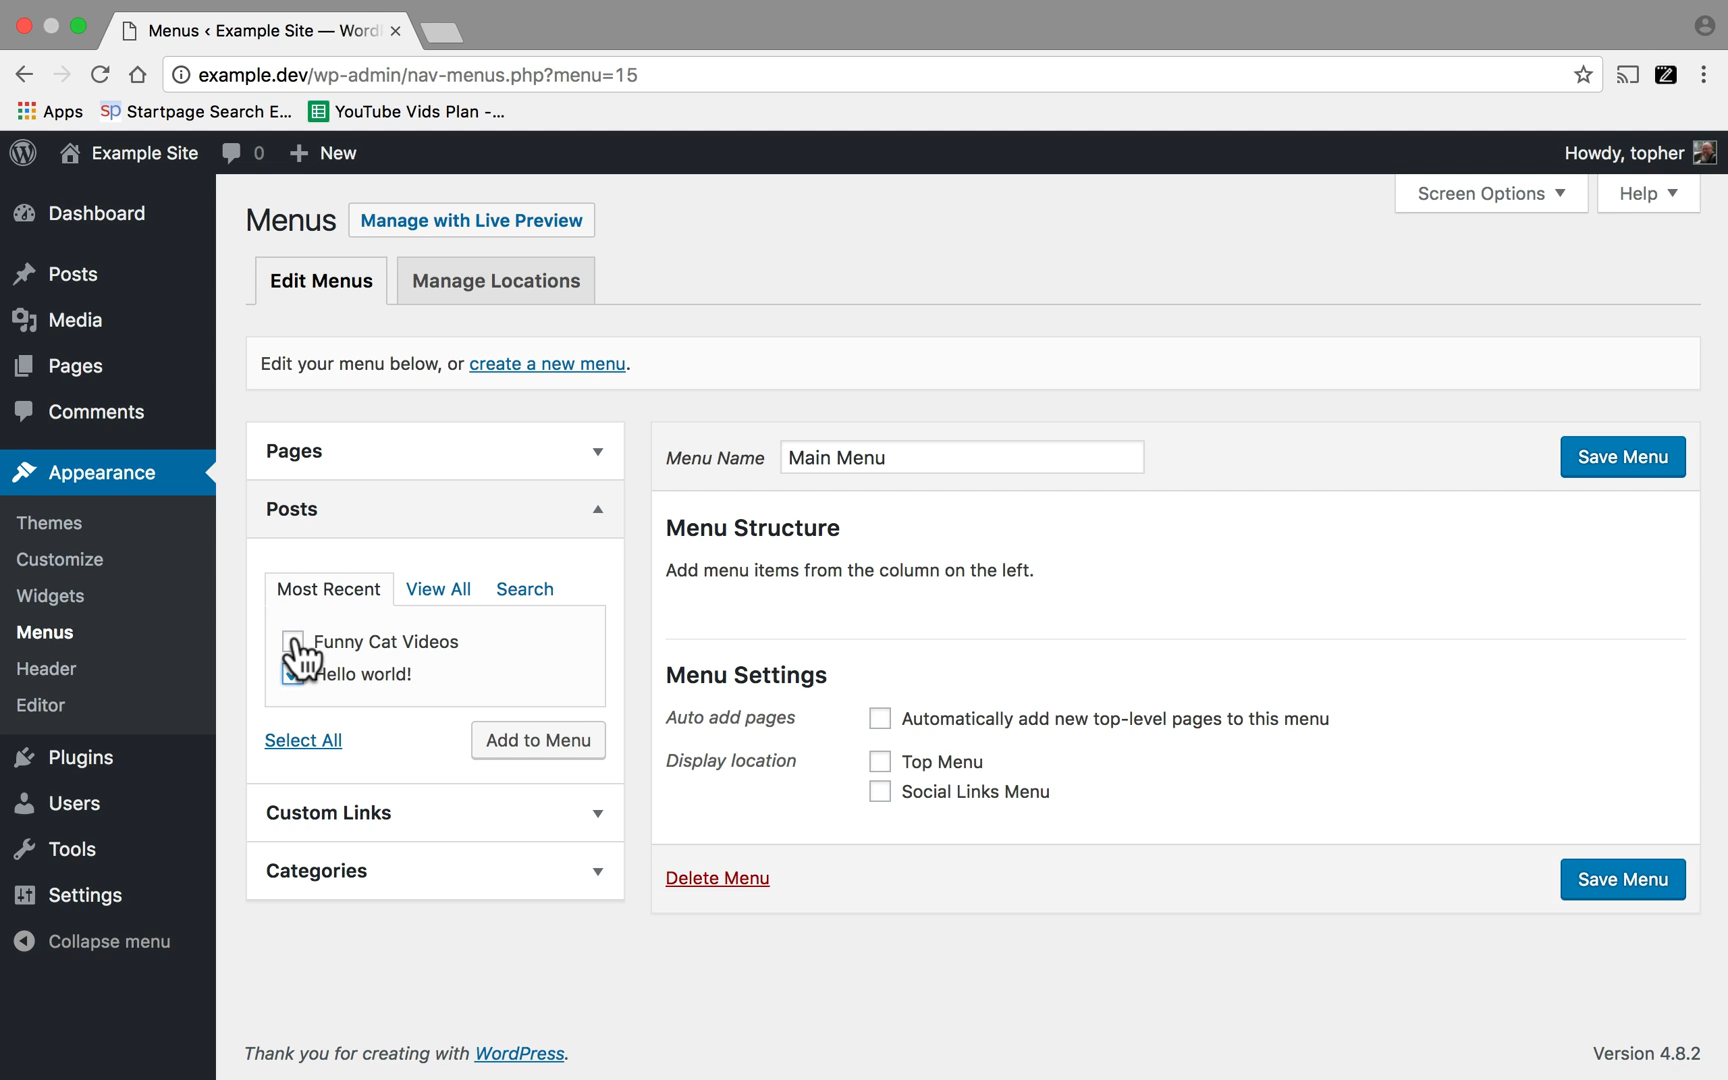 Menus ‹ Example Site — Word
example.dev/wp-admin/nav-menus.php?menu=15
Apps
sp Startpage Search E...
YouTube Vids Plan -...
Example Site
0
New
Howdy, topher
Dashboard
Posts
Media
Pages
Comments
Appearance
Themes
Customize
Widgets
Menus
Header
Editor
Plugins
Users
Tools
Settings
Collapse menu
Screen Options
Help
Menus
Manage with Live Preview
Edit Menus
Manage Locations
Edit your menu below, or create a new menu.
Pages
Posts
Most Recent
View All
Search
Funny Cat Videos
Hello world!
Select All
Add to Menu
Custom Links
Categories
Menu Name
Main Menu
Save Menu
Menu Structure
Add menu items from the column on the left.
Menu Settings
Auto add pages
Automatically add new top-level pages to this menu
Display location
Top Menu
Social Links Menu
Delete Menu
Save Menu
Thank you for creating with WordPress.
Version 4.8.2